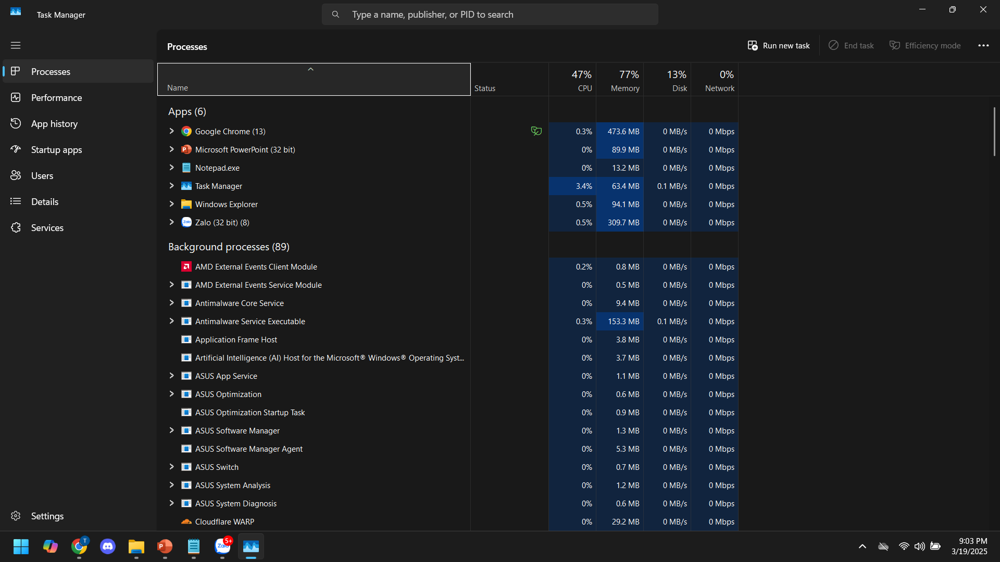 Task Manager
Type a name, publisher, or PID to search
Processes
Run new task
End task
Efficiency mode
Processes
Performance
App history
Startup apps
Users
Details
Services
Settings
47% 77% 13% 0%
Name Status CPU Memory Disk Network
Apps (6)
Google Chrome (13) 0.3% 473.6 MB 0 MB/s 0 Mbps
Microsoft PowerPoint (32 bit) 0% 89.9 MB 0 MB/s 0 Mbps
Notepad.exe 0% 13.2 MB 0 MB/s 0 Mbps
Task Manager 3.4% 63.4 MB 0.1 MB/s 0 Mbps
Windows Explorer 0.5% 94.1 MB 0 MB/s 0 Mbps
Zalo (32 bit) (8) 0.5% 309.7 MB 0 MB/s 0 Mbps
Background processes (89)
AMD External Events Client Module 0.2% 0.8 MB 0 MB/s 0 Mbps
AMD External Events Service Module 0% 0.5 MB 0 MB/s 0 Mbps
Antimalware Core Service 0% 9.4 MB 0 MB/s 0 Mbps
Antimalware Service Executable 0.3% 153.3 MB 0.1 MB/s 0 Mbps
Application Frame Host 0% 3.8 MB 0 MB/s 0 Mbps
Artificial Intelligence (AI) Host for the Microsoft® Windows® Operating Syst... 0% 3.7 MB 0 MB/s 0 Mbps
ASUS App Service 0% 1.1 MB 0 MB/s 0 Mbps
ASUS Optimization 0% 0.6 MB 0 MB/s 0 Mbps
ASUS Optimization Startup Task 0% 0.9 MB 0 MB/s 0 Mbps
ASUS Software Manager 0% 1.3 MB 0 MB/s 0 Mbps
ASUS Software Manager Agent 0% 5.3 MB 0 MB/s 0 Mbps
ASUS Switch 0% 0.7 MB 0 MB/s 0 Mbps
ASUS System Analysis 0% 1.2 MB 0 MB/s 0 Mbps
ASUS System Diagnosis 0% 0.6 MB 0 MB/s 0 Mbps
Cloudflare WARP 0% 29.2 MB 0 MB/s 0 Mbps
T
P
Zalo
5+
9:03 PM
3/19/2025